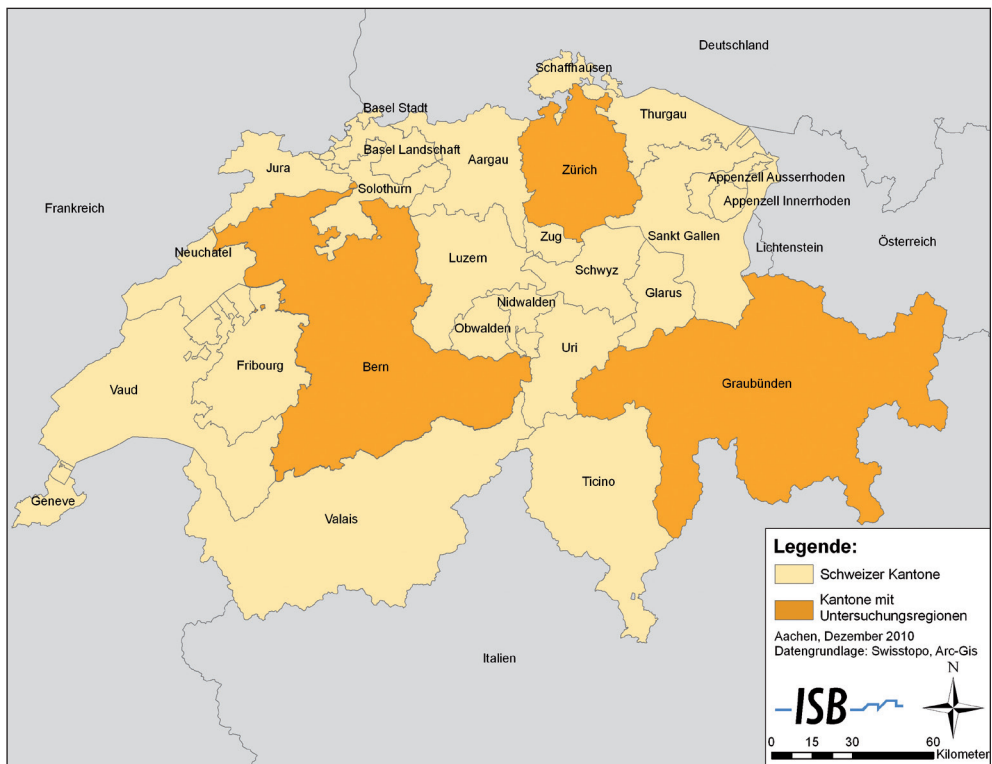 Deutschland
Schaffhausen
Basel Stadt
Thurgau
Basel Landschaft
Aargau
Jura
Zürich
Appenzell Ausserrhoden
Solothurn
Appenzell Innerrhoden
Frankreich
Zug
Sankt Gallen
Österreich
Neuchatel
Lichtenstein
Luzern
Schwyz
Glarus
Nidwalden
Obwalden
Uri
Fribourg
Bern
Graubünden
Vaud
Ticino
Geneve
Valais
Italien
Legende:
Schweizer Kantone
Kantone mit
Untersuchungsregionen
Aachen, Dezember 2010
Datengrundlage: Swisstopo, Arc-Gis
N
ISB
0 15 30 60 Kilometer